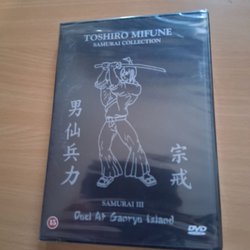 TOSHIRO MIFUNE
SAMURAI COLLECTION
男仙兵力
宗戒
SAMURAI III
Duel At Ganryu Island
15
DVD